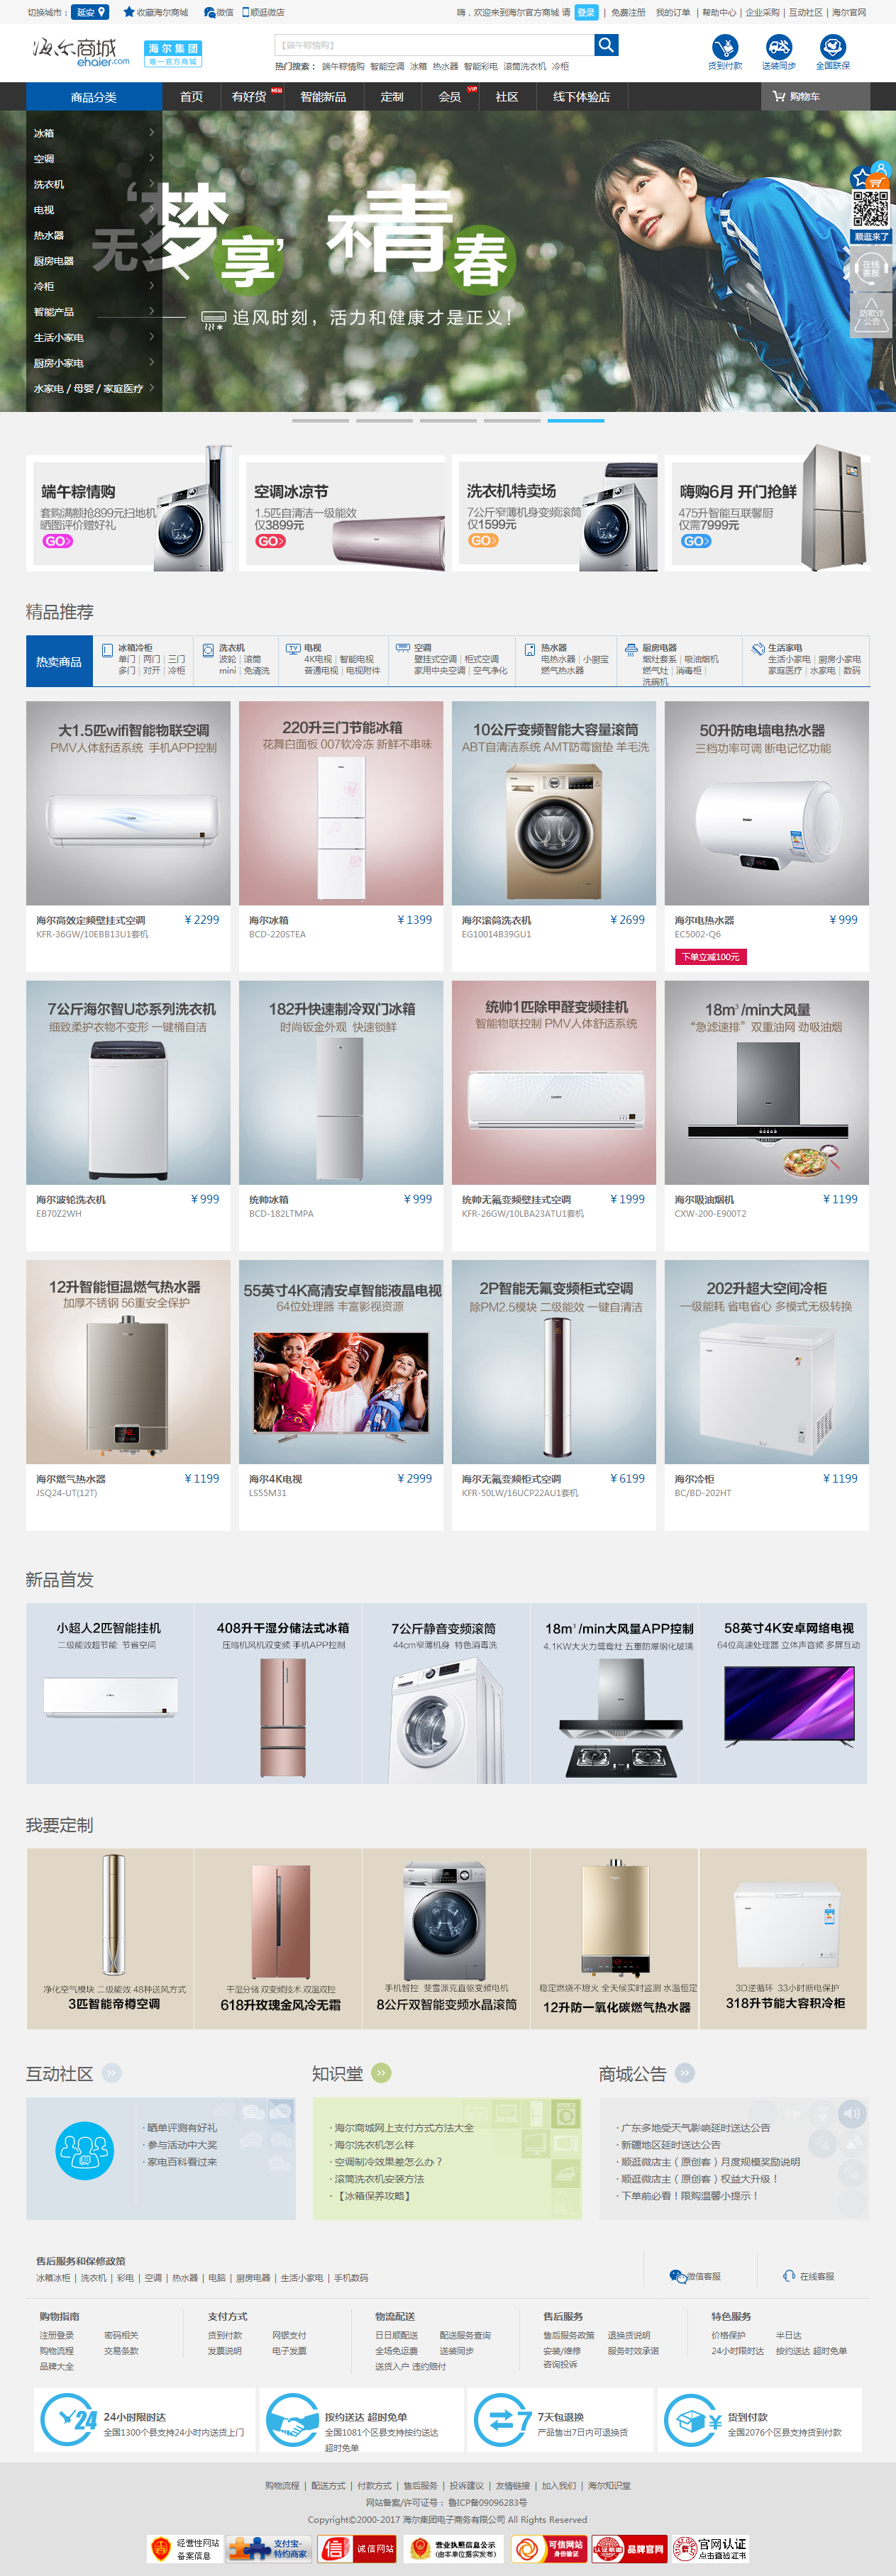 切换城市： 延安 收藏海尔商城 微信 顺逛微店 嗨，欢迎来到海尔官方商城 请 登录 | 免费注册 我的订单 | 帮助中心 | 企业采购 | 互动社区 | 海尔官网
海尔商城 ehaier.com 海尔集团 唯一官方商城
【端午粽情购】
热门搜索： 端午粽情购 智能空调 冰箱 热水器 智能彩电 滚筒洗衣机 冷柜
货到付款 送装同步 全国联保
商品分类 首页 有好货 NEW 智能新品 定制 会员 VIP 社区 线下体验店 购物车
冰箱
空调
洗衣机
电视
热水器
厨房电器
冷柜
智能产品
生活小家电
厨房小家电
水家电 / 母婴 / 家庭医疗
无‘梦享’ 不青春
追风时刻，活力和健康才是正义！
顺逛来了
在线客服
防欺诈公告
端午粽情购
套购满额抢899元扫地机
晒图评价赠好礼
GO>
空调冰凉节
1.5匹自清洁一级能效
仅3899元
GO>
洗衣机特卖场
7公斤窄薄机身变频滚筒
仅1599元
GO>
嗨购6月 开门抢鲜
475升智能互联馨厨
仅需7999元
GO>
精品推荐
热卖商品
冰箱冷柜
单门 | 两门 | 三门
多门 | 对开 | 冷柜
洗衣机
波轮 | 滚筒
mini | 免清洗
电视
4K电视 | 智能电视
普通电视 | 电视附件
空调
壁挂式空调 | 柜式空调
家用中央空调 | 空气净化
热水器
电热水器 | 小厨宝
燃气热水器
厨房电器
烟灶套系 | 吸油烟机
燃气灶 | 消毒柜 |
洗碗机
生活家电
生活小家电 | 厨房小家电
家庭医疗 | 水家电 | 数码
大1.5匹wifi智能物联空调
PMV人体舒适系统 手机APP控制
海尔高效定频壁挂式空调 ¥ 2299
KFR-36GW/10EBB13U1套机
220升三门节能冰箱
花舞白面板 007软冷冻 新鲜不串味
海尔冰箱 ¥ 1399
BCD-220STEA
10公斤变频智能大容量滚筒
ABT自清洁系统 AMT防霉窗垫 羊毛洗
海尔滚筒洗衣机 ¥ 2699
EG10014B39GU1
50升防电墙电热水器
三档功率可调 断电记忆功能
海尔电热水器 ¥ 999
EC5002-Q6
下单立减100元
7公斤海尔智U芯系列洗衣机
细致柔护衣物不变形 一键桶自洁
海尔波轮洗衣机 ¥ 999
EB70Z2WH
182升快速制冷双门冰箱
时尚钣金外观 快速锁鲜
统帅冰箱 ¥ 999
BCD-182LTMPA
统帅1匹除甲醛变频挂机
智能物联控制 PMV人体舒适系统
统帅无氟变频壁挂式空调 ¥ 1999
KFR-26GW/10LBA23ATU1套机
18m³/min大风量
“急滤速排” 双重油网 劲吸油烟
海尔吸油烟机 ¥ 1199
CXW-200-E900T2
12升智能恒温燃气热水器
加厚不锈钢 56重安全保护
海尔燃气热水器 ¥ 1199
JSQ24-UT(12T)
55英寸4K高清安卓智能液晶电视
64位处理器 丰富影视资源
海尔4K电视 ¥ 2999
LS55M31
2P智能无氟变频柜式空调
除PM2.5模块 二级能效 一键自清洁
海尔无氟变频柜式空调 ¥ 6199
KFR-50LW/16UCP22AU1套机
202升超大空间冷柜
一级能耗 省电省心 多模式无极转换
海尔冷柜 ¥ 1199
BC/BD-202HT
新品首发
小超人2匹智能挂机
二级能效超节能 节省空间
408升干湿分储法式冰箱
压缩机风机双变频 手机APP控制
7公斤静音变频滚筒
44cm窄薄机身 特色消毒洗
18m³/min大风量APP控制
4.1KW大火力鸳鸯灶 五重防爆钢化玻璃
58英寸4K安卓网络电视
64位高速处理器 立体声音频 多屏互动
我要定制
净化空气模块 二级能效 48种送风方式
3匹智能帝樽空调
干湿分储 双变频技术 双温双控
618升玫瑰金风冷无霜
手机智控 斐雪派克直驱变频电机
8公斤双智能变频水晶滚筒
稳定燃烧不熄火 全天候实时监测 水温恒定
12升防一氧化碳燃气热水器
3D逆循环 33小时断电保护
318升节能大容积冷柜
互动社区
· 晒单评测有好礼
· 参与活动中大奖
· 家电百科看过来
知识堂
· 海尔商城网上支付方式方法大全
· 海尔洗衣机怎么样
· 空调制冷效果差怎么办？
· 滚筒洗衣机安装方法
· 【冰箱保养攻略】
商城公告
· 广东多地受天气影响延时送达公告
· 新疆地区延时送达公告
· 顺逛微店主（原创客）月度规模奖励说明
· 顺逛微店主（原创客）权益大升级！
· 下单前必看！限购温馨小提示！
售后服务和保修政策
冰箱冰柜 | 洗衣机 | 彩电 | 空调 | 热水器 | 电脑 | 厨房电器 | 生活小家电 | 手机数码
微信客服 在线客服
购物指南
注册登录 密码相关
购物流程 交易条款
品牌大全
支付方式
货到付款 网银支付
发票说明 电子发票
物流配送
日日顺配送 配送服务查询
全场免运费 送装同步
送货入户 违约赔付
售后服务
售后服务政策 退换货说明
安装/维修 服务时效承诺
咨询投诉
特色服务
价格保护 半日达
24小时限时达 按约送达 超时免单
24小时限时达
全国1300个县支持24小时内送货上门
按约送达 超时免单
全国1081个区县支持按约送达
超时免单
7天包退换
产品售出7日内可退换货
货到付款
全国2076个区县支持货到付款
购物流程 | 配送方式 | 付款方式 | 售后服务 | 投诉建议 | 友情链接 | 加入我们 | 海尔知识堂
网站备案/许可证号： 鲁ICP备09096283号
Copyright©2000-2017 海尔集团电子商务有限公司 All Rights Reserved
经营性网站备案信息 支付宝特约商家 诚信网站 营业执照信息公示（由本单位落实发布） 可信网站 身份验证 品牌官网 官网认证 点击查验证书